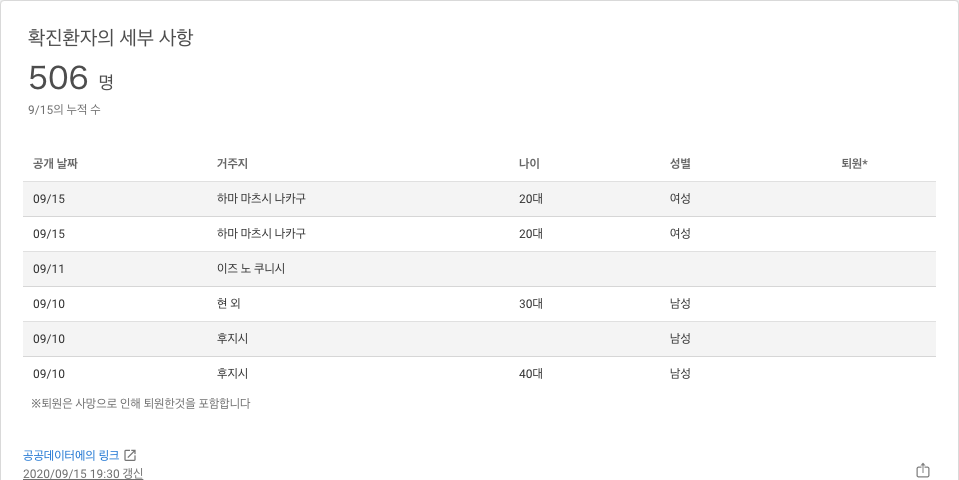 확진환자의 세부 사항
506 명
9/15의 누적 수
공개 날짜 거주지 나이 성별 퇴원*
09/15 하마 마츠시 나카구 20대 여성
09/15 하마 마츠시 나카구 20대 여성
09/11 이즈 노 쿠니시
09/10 현 외 30대 남성
09/10 후지시 남성
09/10 후지시 40대 남성
※퇴원은 사망으로 인해 퇴원한것을 포함합니다
공공데이터에의 링크
2020/09/15 19:30 갱신